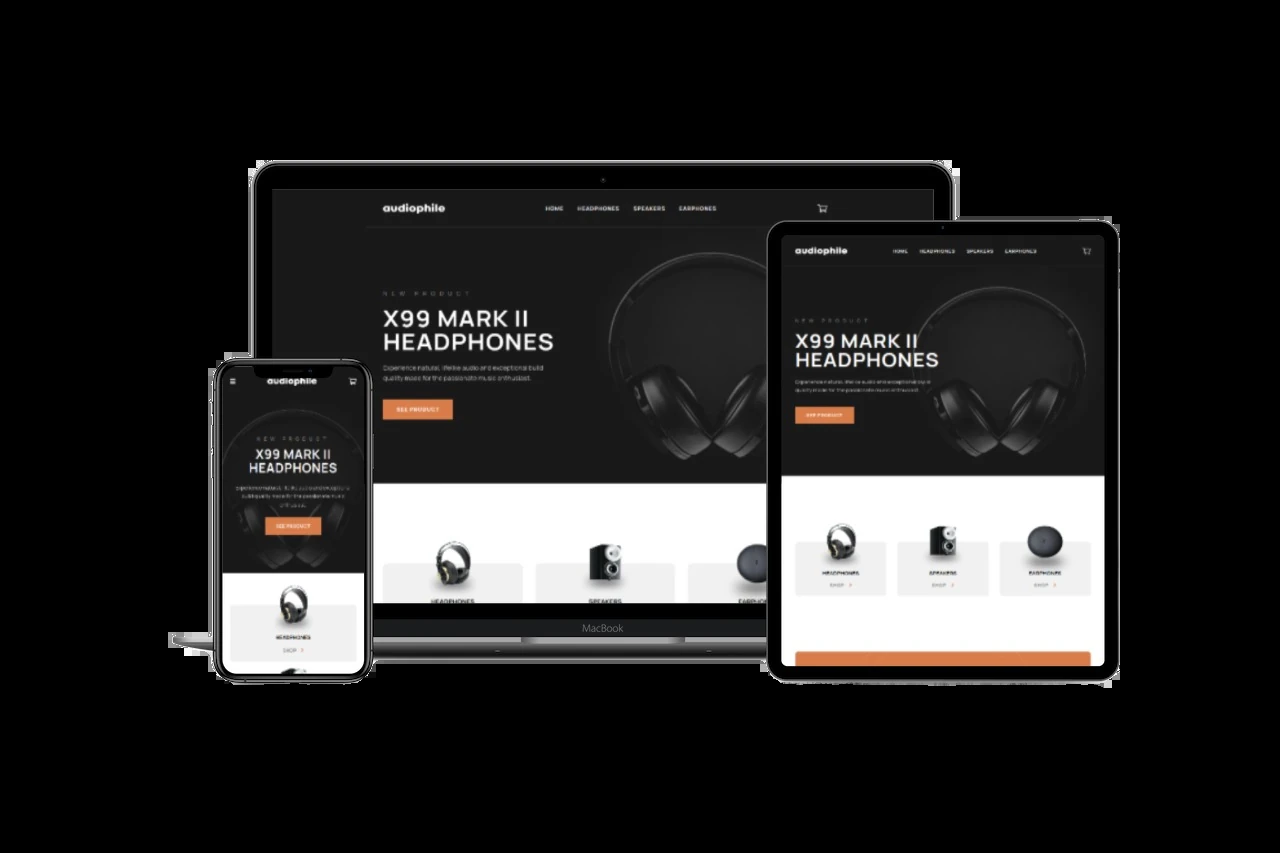 audiophile
HOME HEADPHONES SPEAKERS EARPHONES
NEW PRODUCT
X99 MARK II
HEADPHONES
Experience natural, lifelike audio and exceptional build
quality made for the passionate music enthusiast.
SEE PRODUCT
HEADPHONES
SPEAKERS
MacBook
audiophile
HOME HEADPHONES SPEAKERS EARPHONES
NEW PRODUCT
X99 MARK II
HEADPHONES
Experience natural, lifelike audio and exceptional build
quality made for the passionate music enthusiast.
SEE PRODUCT
HEADPHONES
SHOP
SPEAKERS
SHOP
EARPHONES
SHOP
audiophile
NEW PRODUCT
X99 MARK II
HEADPHONES
Experience natural, lifelike audio and exceptional
build quality made for the passionate music
enthusiast.
SEE PRODUCT
HEADPHONES
SHOP